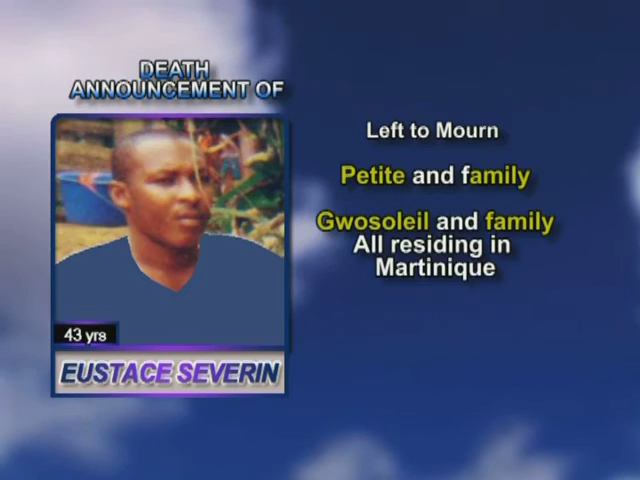 DEATH
ANNOUNCEMENT OF
43 yrs
EUSTACE SEVERIN
Left to Mourn
Petite and family
Gwosoleil and family
All residing in
Martinique